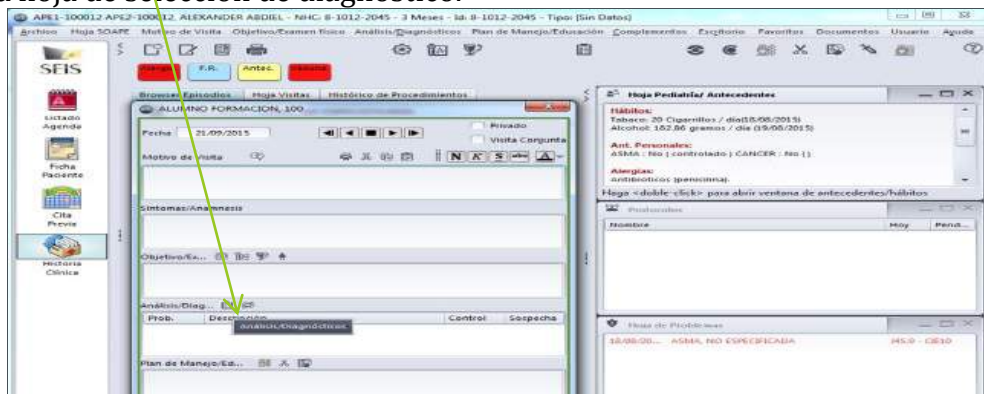 a hoja de selección de diagnóstico.
APE1-100012 APE2-100012, ALEXANDER ABDIEL - NHC: 8-1012-2045 - 3 Meses - Id: 8-1012-2045 - Tipo: (Sin Datos)
Archivo Hoja SOAPE Motivo de Visita Objetivo/Examen físico Análisis/Diagnósticos Plan de Manejo/Educación Complementos Escritorio Favoritos Documentos Usuario Ayuda
SEIS
F.R. Antec.
Browser Episodios Hoja Visitas Histórico de Procedimientos
Listado Agenda
Ficha Paciente
Cita Previa
Historia Clínica
ALUMNO FORMACION, 100
Fecha 21/09/2015
Privado
Visita Conjunta
Motivo de Visita
N K S abc A
Síntomas/Anamnesis
Objetivo/Ex...
Análisis/Diag...
Prob. Descripción Control Sospecha
Análisis/Diagnósticos
Plan de Manejo/Ed...
Hoja Pediatría/ Antecedentes
Hábitos:
Tabaco: 20 Cigarrillos / día(18/08/2015)
Alcohol: 182,86 gramos / día (19/08/2015)
Ant. Personales:
ASMA : No ( controlado ) CANCER : No ()
Alergias:
Antibioticos (penicilina).
Haga <doble click> para abrir ventana de antecedentes/hábitos
Protocolos
Nombre Hoy Pend...
Hoja de Problemas
18/08/20... ASMA, NO ESPECIFICADA J45.9 - CIE10